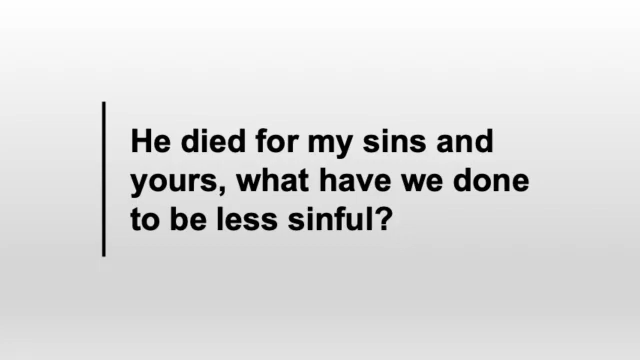 He died for my sins and
yours, what have we done
to be less sinful?